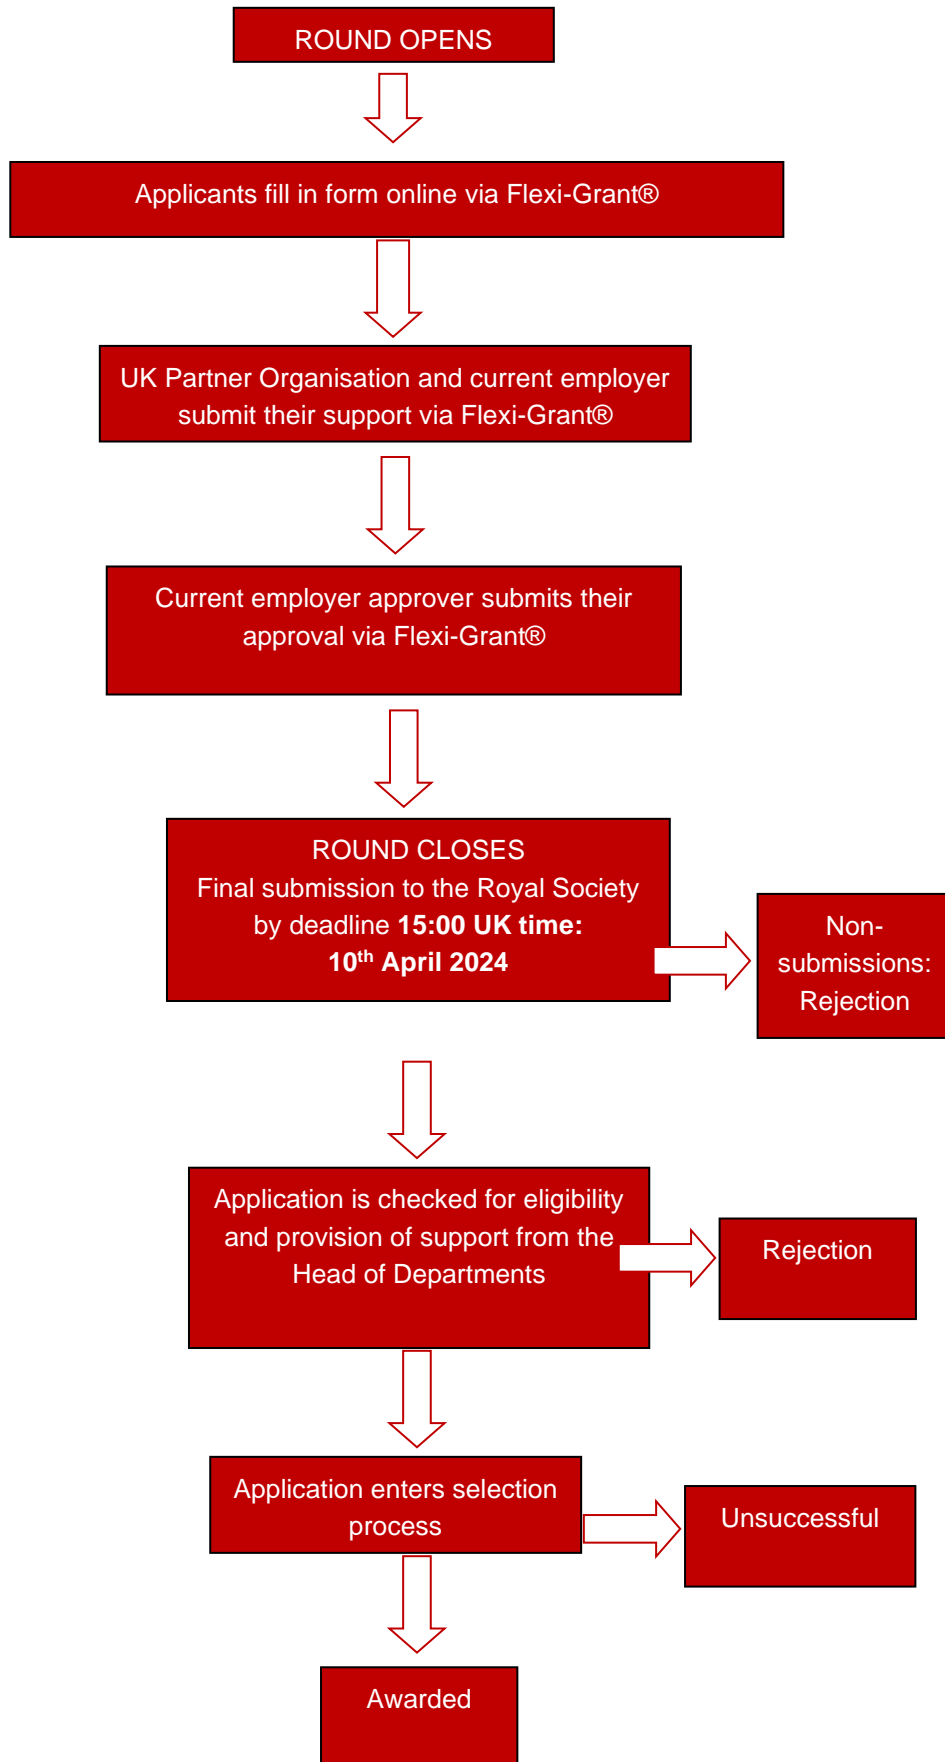 ROUND OPENS
Applicants fill in form online via Flexi-Grant®
UK Partner Organisation and current employer
submit their support via Flexi-Grant®
Current employer approver submits their
approval via Flexi-Grant®
ROUND CLOSES
Final submission to the Royal Society
by deadline 15:00 UK time:
10th April 2024
Non-
submissions:
Rejection
Application is checked for eligibility
and provision of support from the
Head of Departments
Rejection
Application enters selection
process
Unsuccessful
Awarded